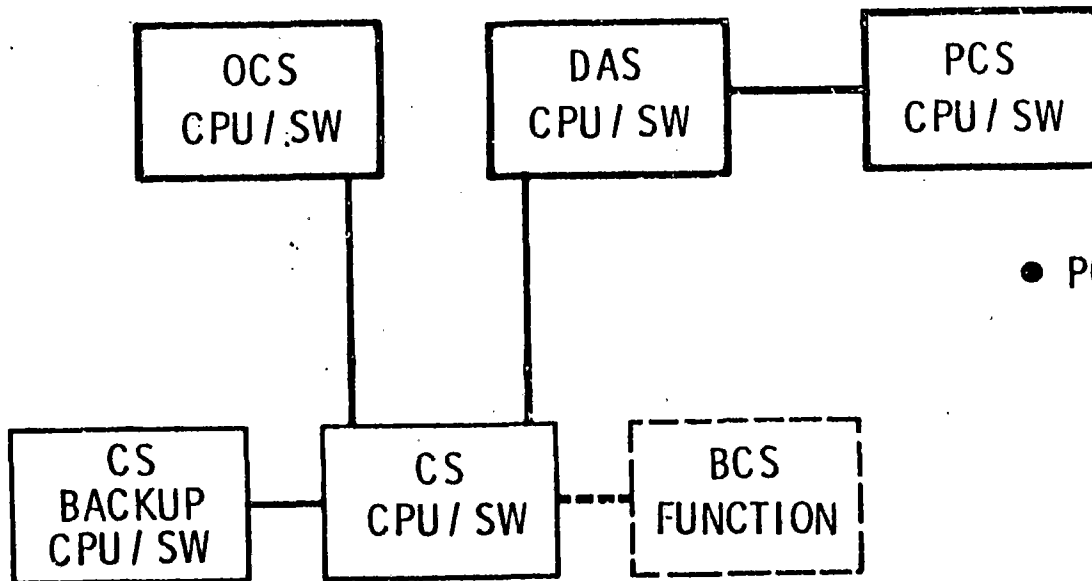 OCS
CPU / SW
DAS
CPU / SW
PCS
CPU / SW
●
CS
BACKUP
CPU / SW
CS
CPU / SW
BCS
FUNCTION